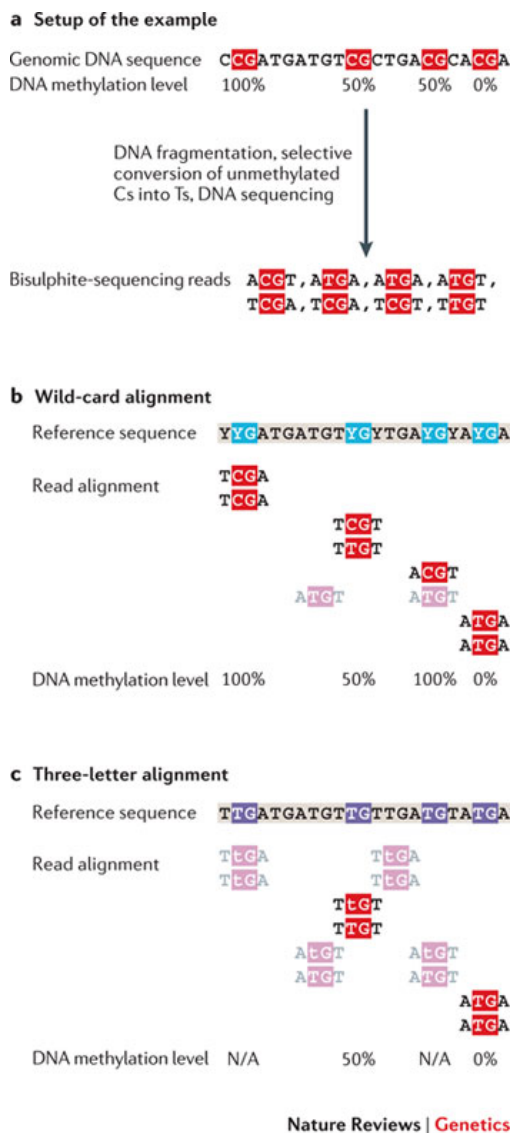 a Setup of the example
Genomic DNA sequence CCGATGATGTCGCTGACGCACGA
DNA methylation level 100% 50% 50% 0%
DNA fragmentation, selective
conversion of unmethylated
Cs into Ts, DNA sequencing
Bisulphite-sequencing reads ACGT, ATGA, ATGA, ATGT,
TCGA, TCGA, TCGT, TTGT
b Wild-card alignment
Reference sequence YYGATGATGTYGYTGAYGYAYGA
Read alignment TCGA
TCGA
TCGT
TTGT
ACGT
ATGT ATGT
ATGA
ATGA
DNA methylation level 100% 50% 100% 0%
c Three-letter alignment
Reference sequence TTGATGATGTTGTTGATGTATGA
Read alignment TtGA TtGA
TtGA TtGA
TtGT
TTGT
AtGT AtGT
ATGT ATGT
ATGA
ATGA
DNA methylation level N/A 50% N/A 0%
Nature Reviews | Genetics